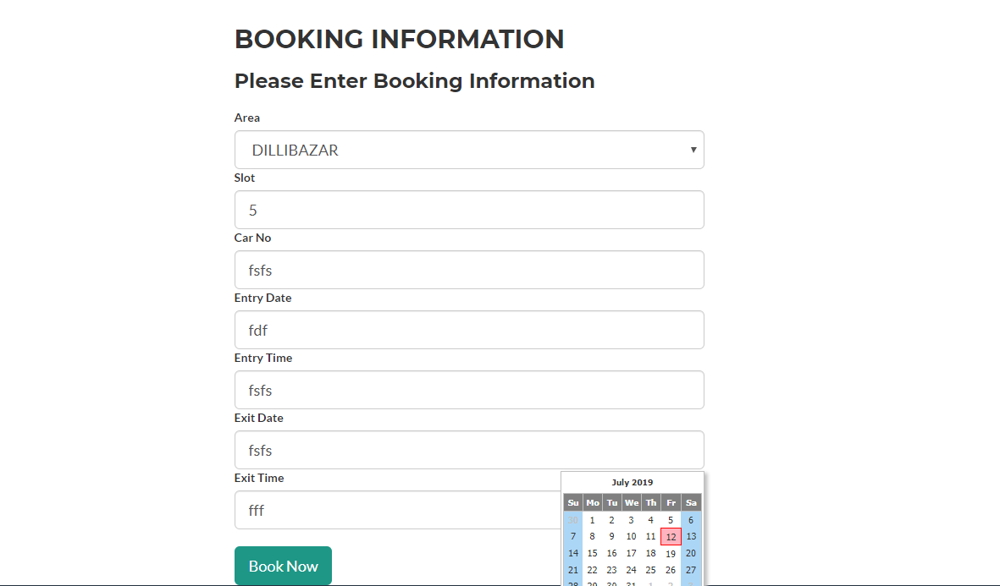 BOOKING INFORMATION
Please Enter Booking Information
Area
DILLIBAZAR ▼
Slot
5
Car No
fsfs
Entry Date
fdf
Entry Time
fsfs
Exit Date
fsfs
Exit Time
fff
July 2019
Su Mo Tu We Th Fr Sa
30 1 2 3 4 5 6
7 8 9 10 11 12 13
14 15 16 17 18 19 20
21 22 23 24 25 26 27
28 29 30 31 1 2 3
Book Now